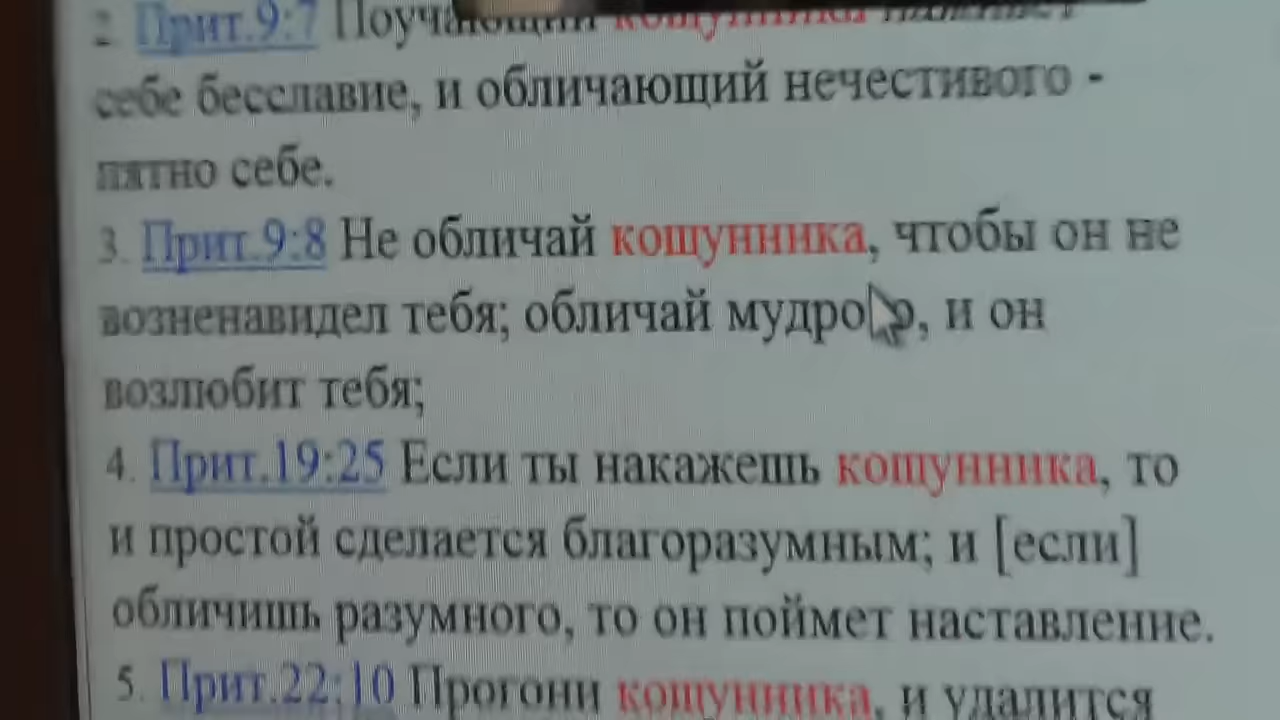 2. Прит.9:7 Поучающий кощунника наживет
себе бесславие, и обличающий нечестивого -
пятно себе.
3. Прит.9:8 Не обличай кощунника, чтобы он не
возненавидел тебя; обличай мудрого, и он
возлюбит тебя;
4. Прит.19:25 Если ты накажешь кощунника, то
и простой сделается благоразумным; и [если]
обличишь разумного, то он поймет наставление.
5. Прит.22:10 Прогони кощунника, и удалится